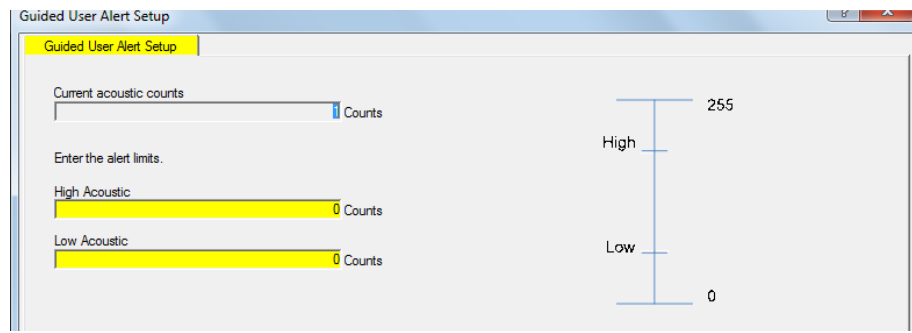 Guided User Alert Setup
Guided User Alert Setup
Current acoustic counts
1 Counts
Enter the alert limits.
High Acoustic
0 Counts
Low Acoustic
0 Counts
255
High
Low
0